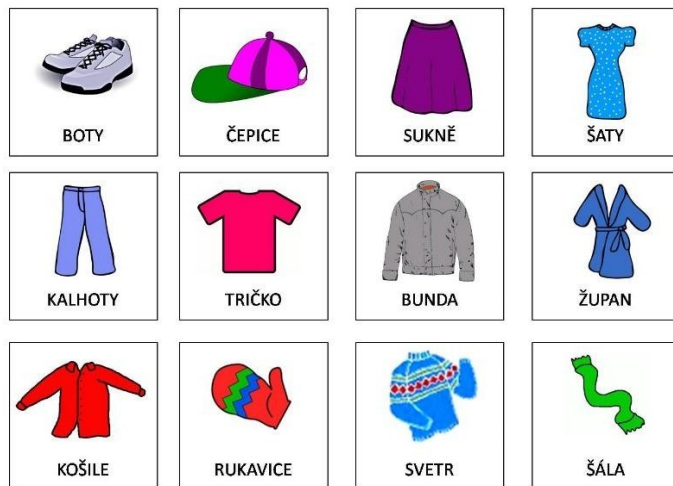 BOTY
ČEPICE
SUKNĚ
ŠATY
KALHOTY
TRIČKO
BUNDA
ŽUPAN
KOŠILE
RUKAVICE
SVETR
ŠÁLA